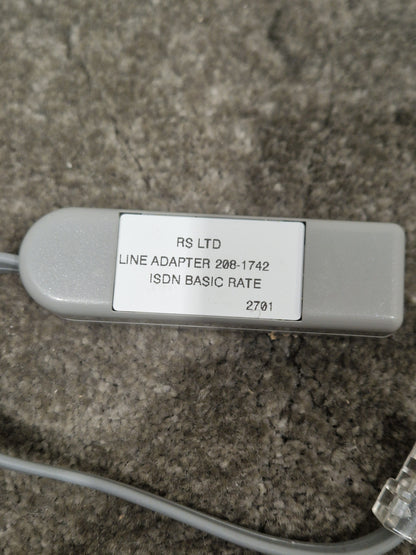 RS LTD
LINE ADAPTER 208-1742
ISDN BASIC RATE
2701